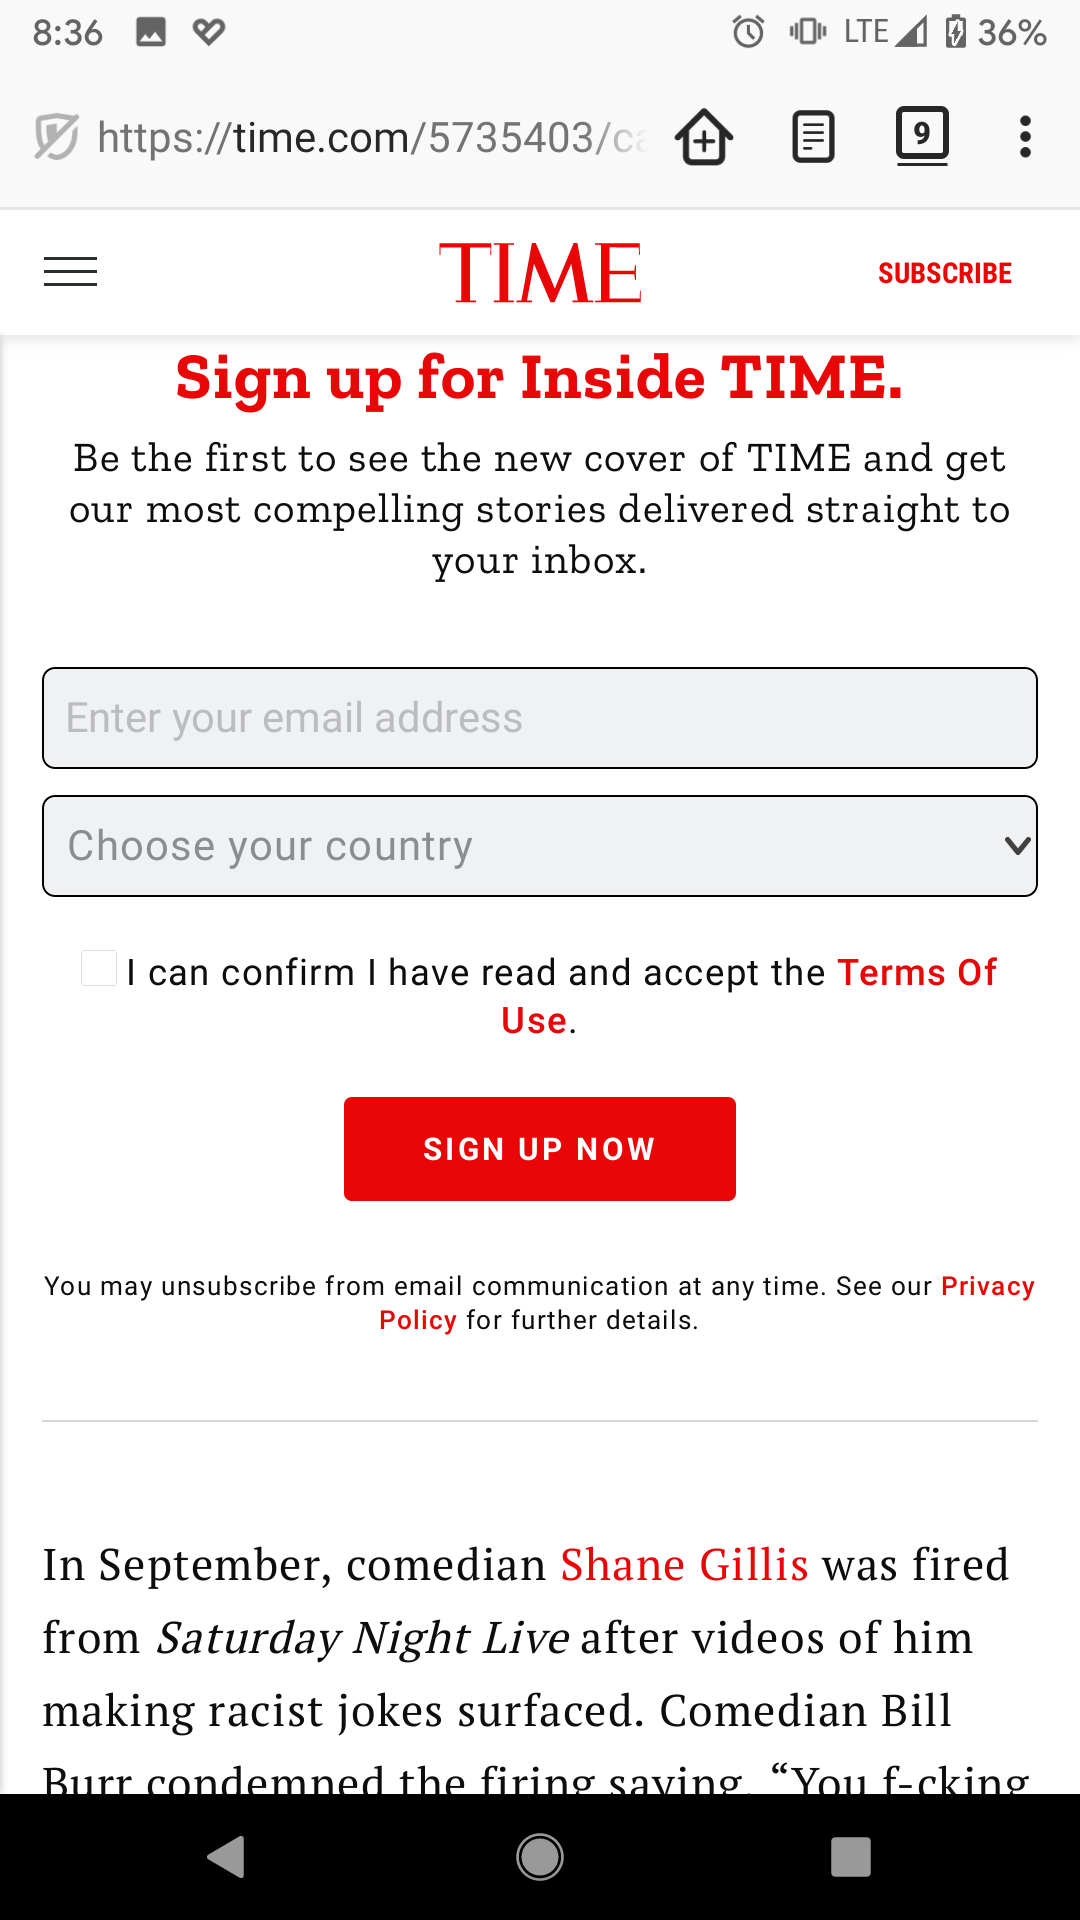 8:36 LTE 36%
https://time.com/5735403/ca 9
TIME SUBSCRIBE
Sign up for Inside TIME.
Be the first to see the new cover of TIME and get
our most compelling stories delivered straight to
your inbox.
Enter your email address
Choose your country
I can confirm I have read and accept the Terms Of
Use.
SIGN UP NOW
You may unsubscribe from email communication at any time. See our Privacy
Policy for further details.
In September, comedian Shane Gillis was fired
from Saturday Night Live after videos of him
making racist jokes surfaced. Comedian Bill
Burr condemned the firing saying, “You f-cking